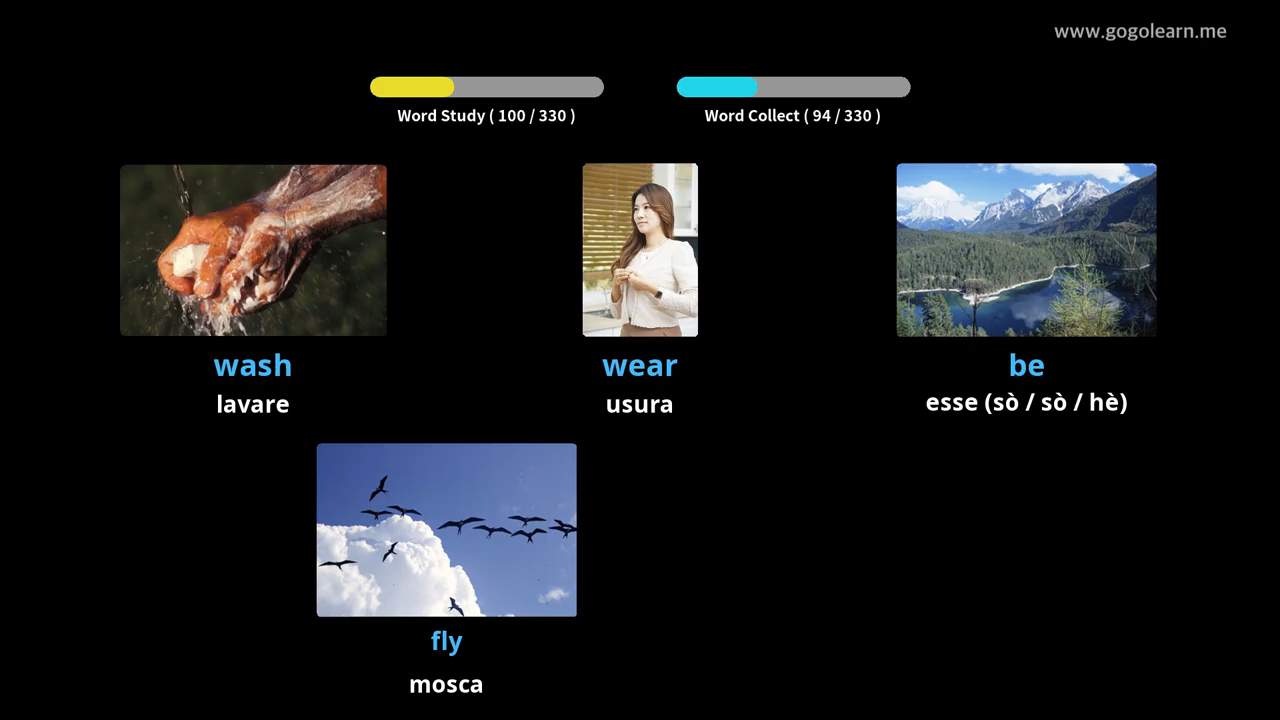 www.gogolearn.me
Word Study ( 100 / 330 )
Word Collect ( 94 / 330 )
wash
lavare
wear
usura
be
esse (sò / sò / hè)
fly
mosca